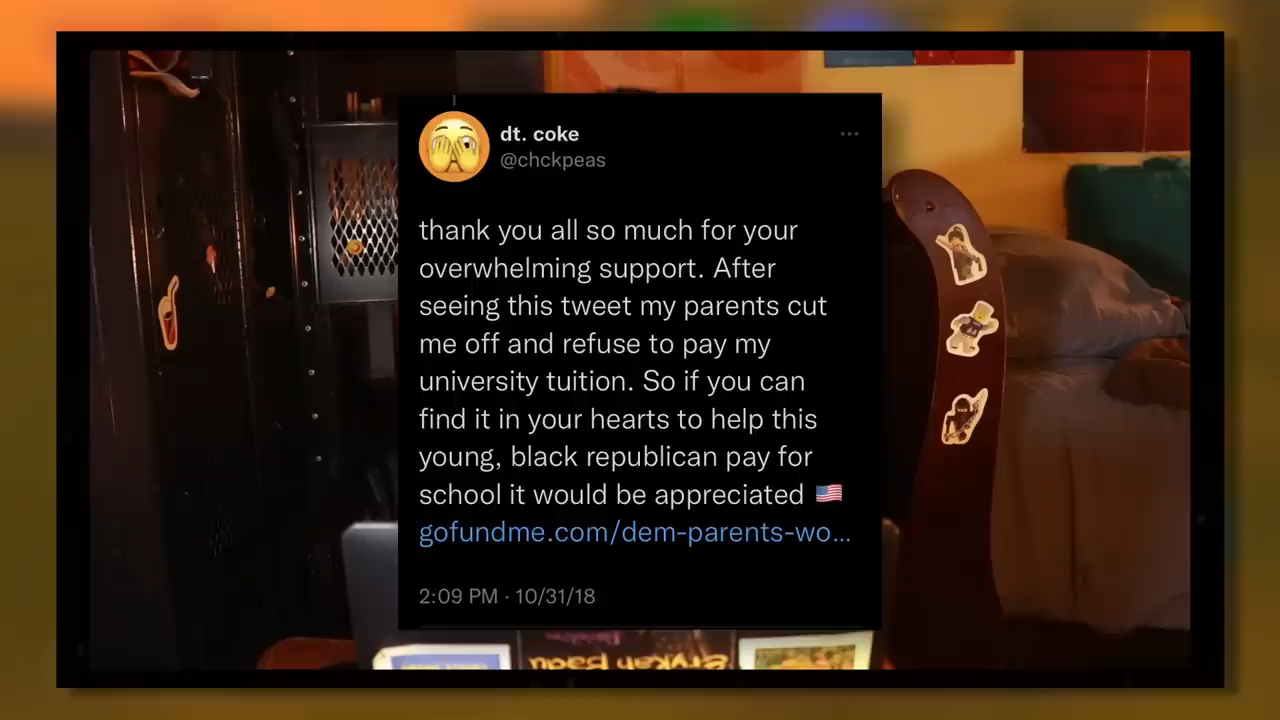 dt. coke
@chckpeas
thank you all so much for your
overwhelming support. After
seeing this tweet my parents cut
me off and refuse to pay my
university tuition. So if you can
find it in your hearts to help this
young, black republican pay for
school it would be appreciated 🇺🇸
gofundme.com/dem-parents-wo...
2:09 PM · 10/31/18
Erykah Badu